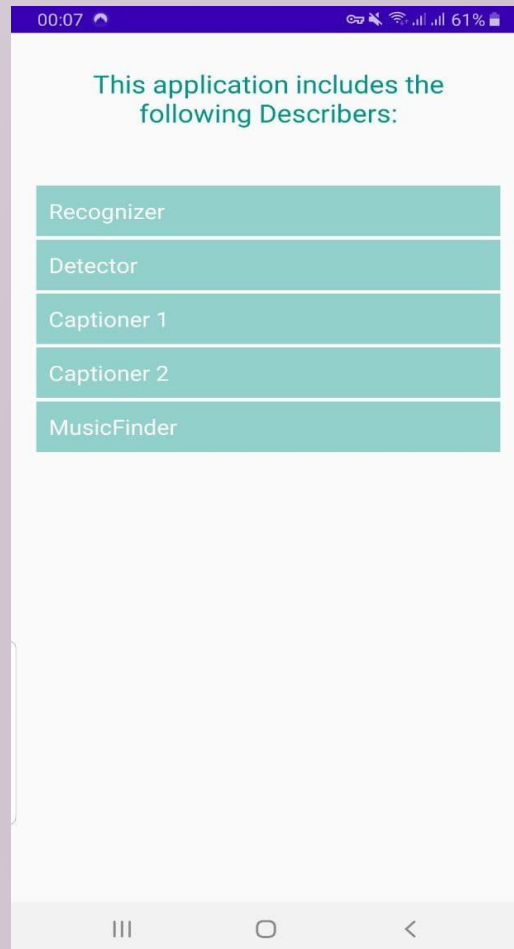 00:07 61%
This application includes the
following Describers:
Recognizer
Detector
Captioner 1
Captioner 2
MusicFinder